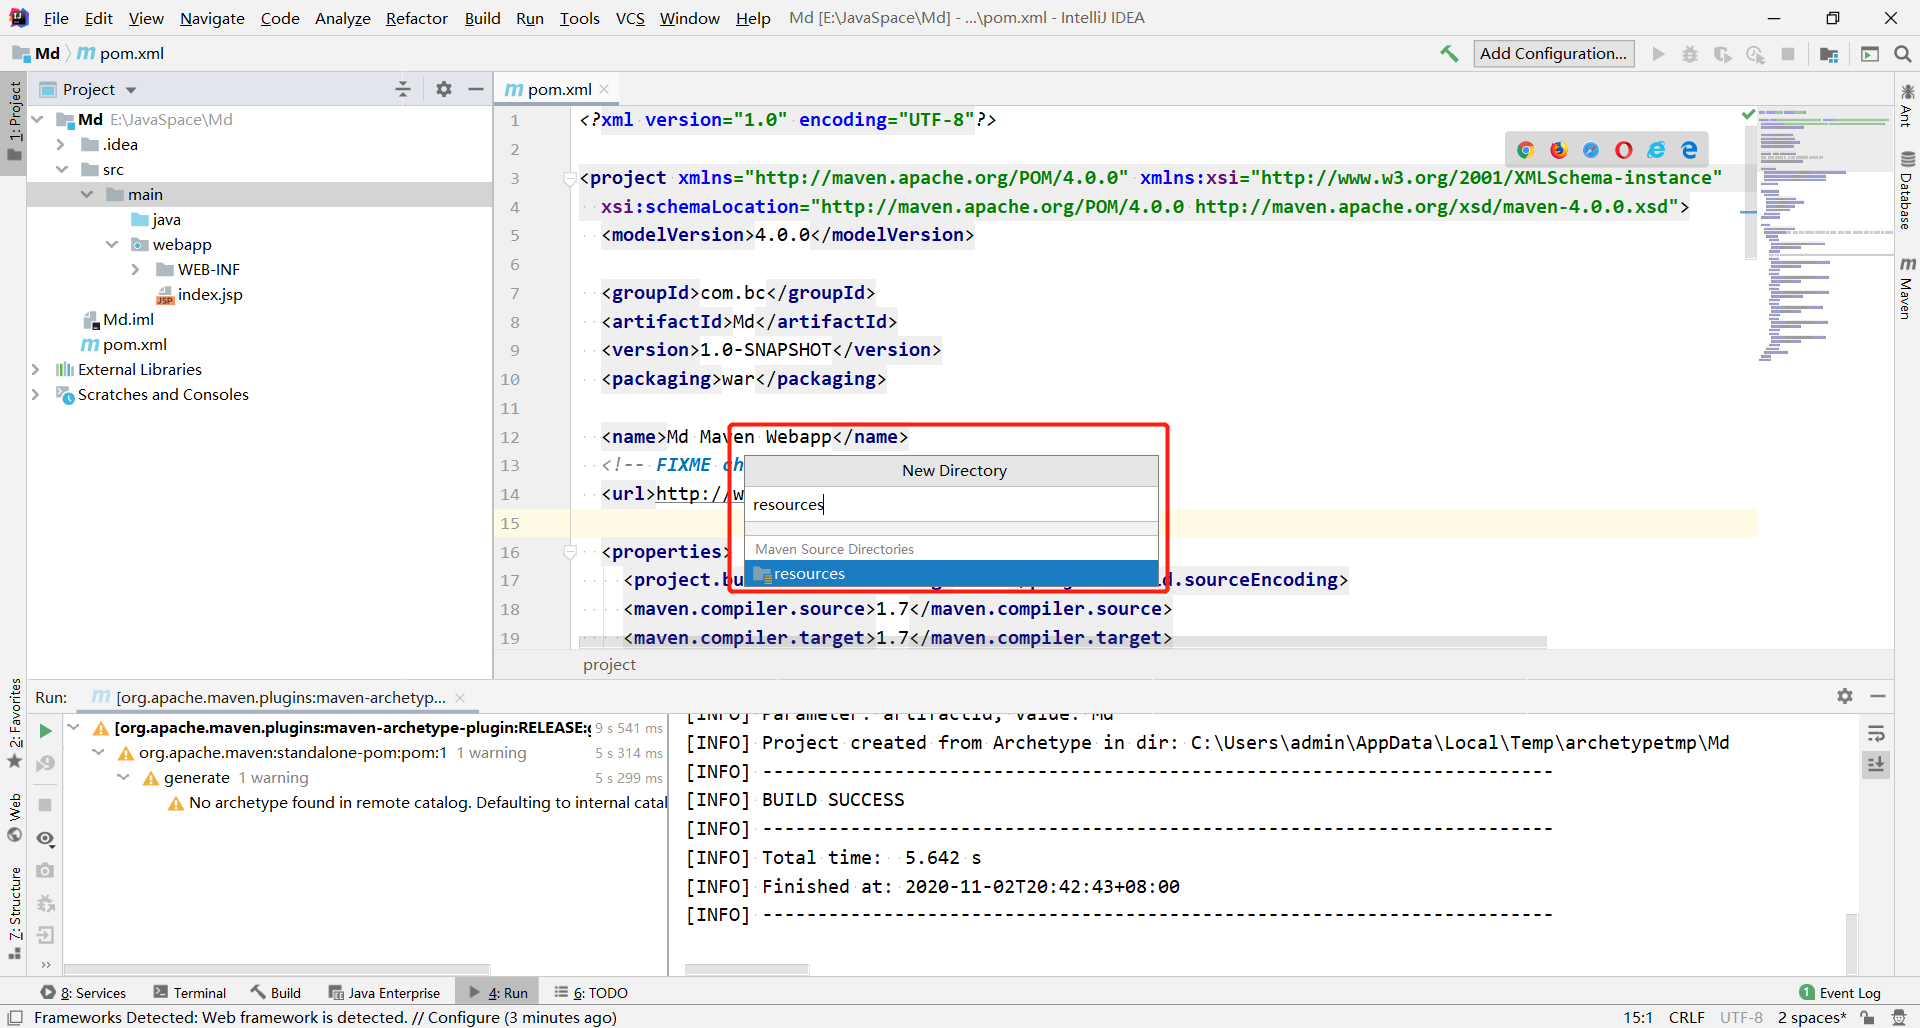 File Edit View Navigate Code Analyze Refactor Build Run Tools VCS Window Help Md [E:\JavaSpace\Md] - ...\pom.xml - IntelliJ IDEA
Md pom.xml Add Configuration...
Project
pom.xml
1: Project
2: Favorites
Web
7: Structure
Md E:\JavaSpace\Md
.idea
src
main
java
webapp
WEB-INF
index.jsp
JSP
Md.iml
pom.xml
External Libraries
Scratches and Consoles
1 <?xml version="1.0" encoding="UTF-8"?>
2
3 <project xmlns="http://maven.apache.org/POM/4.0.0" xmlns:xsi="http://www.w3.org/2001/XMLSchema-instance"
4 xsi:schemaLocation="http://maven.apache.org/POM/4.0.0 http://maven.apache.org/xsd/maven-4.0.0.xsd">
5 <modelVersion>4.0.0</modelVersion>
6
7 <groupId>com.bc</groupId>
8 <artifactId>Md</artifactId>
9 <version>1.0-SNAPSHOT</version>
10 <packaging>war</packaging>
11
12 <name>Md Maven Webapp</name>
13 <!-- FIXME ch
14 <url>http://w
15
16 <properties>
17 <project.bu d.sourceEncoding>
18 <maven.compiler.source>1.7</maven.compiler.source>
19 <maven.compiler.target>1.7</maven.compiler.target>
New Directory
resources
Maven Source Directories
resources
project
Ant
Database
Maven
Run: [org.apache.maven.plugins:maven-archetyp...
[org.apache.maven.plugins:maven-archetype-plugin:RELEASE:g 9 s 541 ms
org.apache.maven:standalone-pom:pom:1 1 warning 5 s 314 ms
generate 1 warning 5 s 299 ms
No archetype found in remote catalog. Defaulting to internal catal
[INFO] Parameter: artifactId, Value: Md
[INFO] Project created from Archetype in dir: C:\Users\admin\AppData\Local\Temp\archetypetmp\Md
[INFO] ------------------------------------------------------------------------
[INFO] BUILD SUCCESS
[INFO] ------------------------------------------------------------------------
[INFO] Total time:  5.642 s
[INFO] Finished at: 2020-11-02T20:42:43+08:00
[INFO] ------------------------------------------------------------------------
8: Services Terminal Build Java Enterprise 4: Run 6: TODO 1 Event Log
Frameworks Detected: Web framework is detected. // Configure (3 minutes ago) 15:1 CRLF UTF-8 2 spaces*